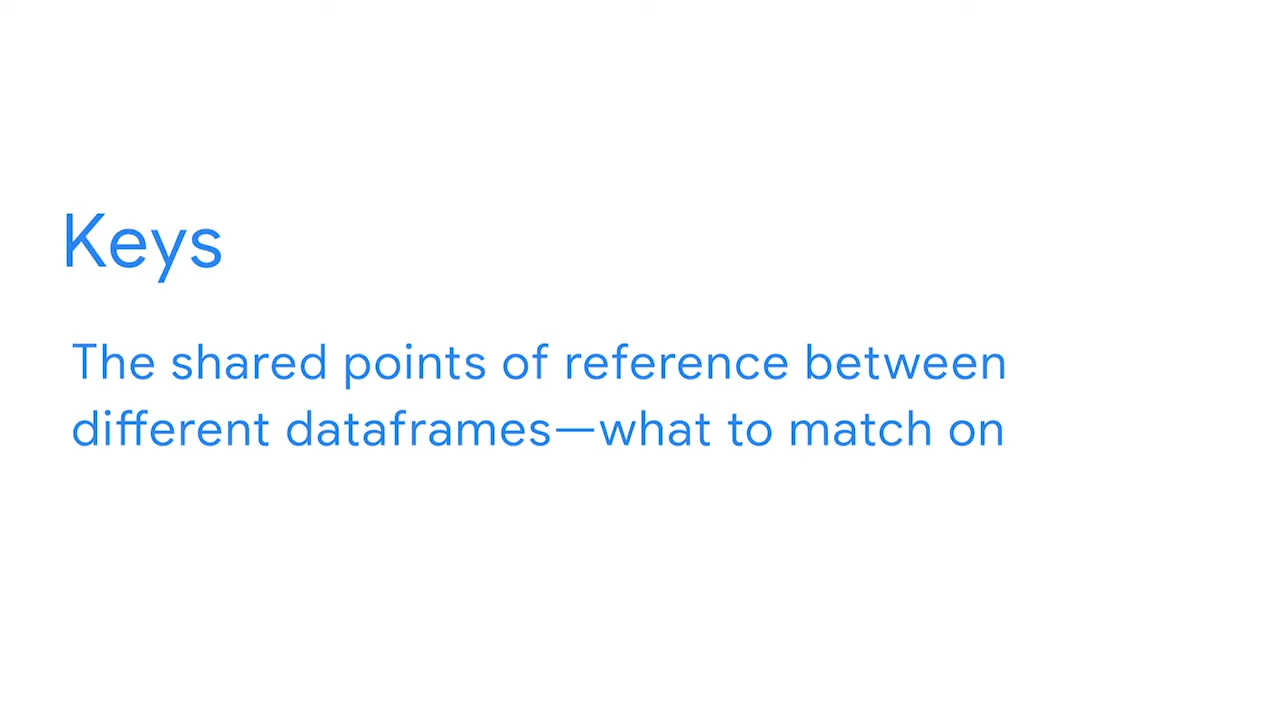 Keys
The shared points of reference between
different dataframes—what to match on